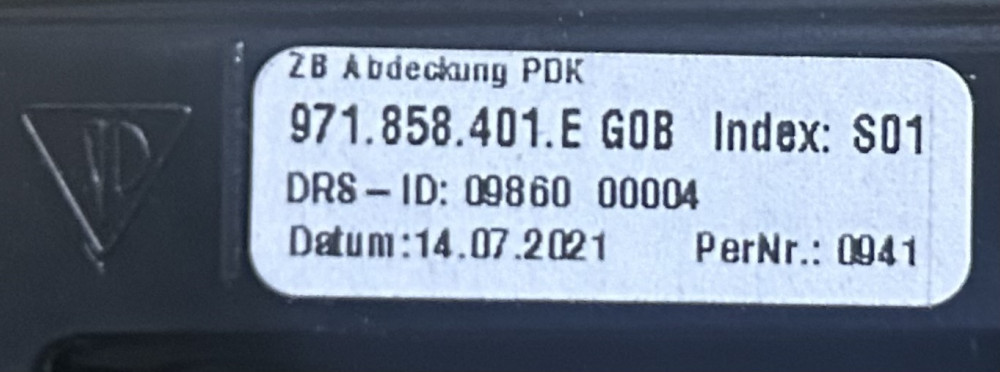 ZB Abdeckung PDK
971.858.401.E G0B Index: S01
DRS – ID: 09860 00004
Datum:14.07.2021 PerNr.: 0941